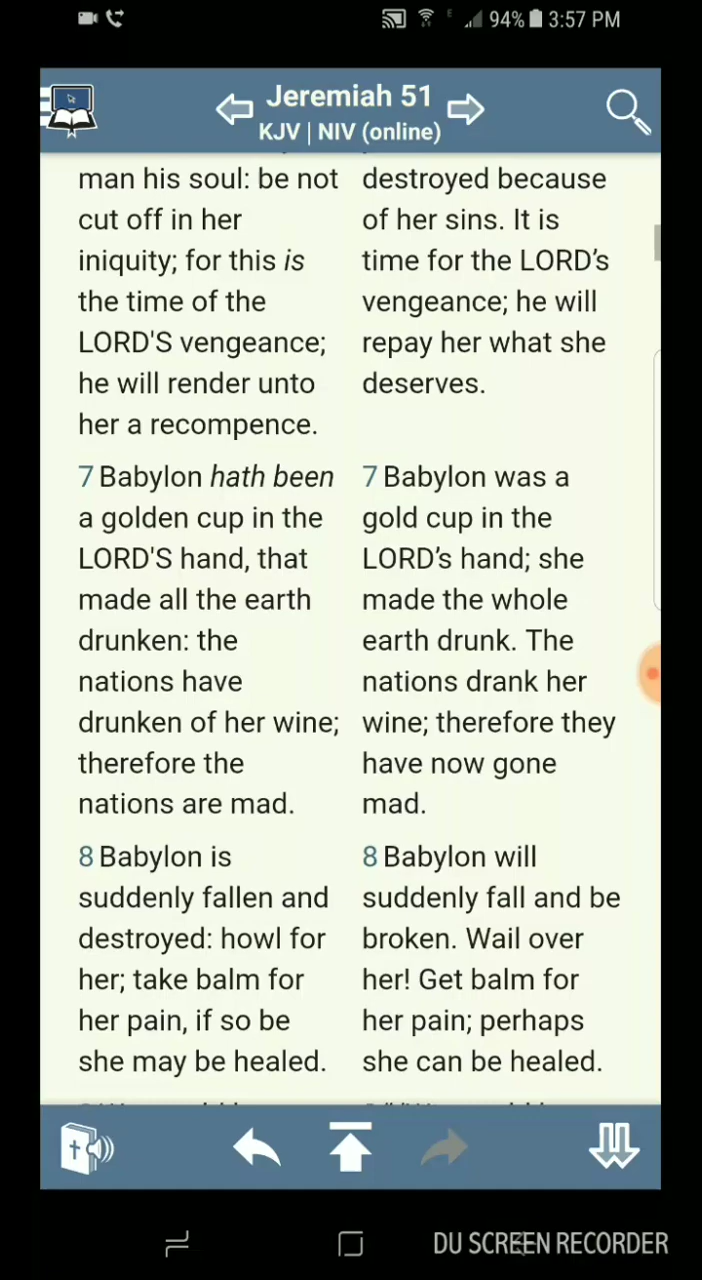 94% 3:57 PM
Jeremiah 51
KJV | NIV (online)
man his soul: be not
cut off in her
iniquity; for this is
the time of the
LORD'S vengeance;
he will render unto
her a recompence.
7 Babylon hath been
a golden cup in the
LORD'S hand, that
made all the earth
drunken: the
nations have
drunken of her wine;
therefore the
nations are mad.
8 Babylon is
suddenly fallen and
destroyed: howl for
her; take balm for
her pain, if so be
she may be healed.
destroyed because
of her sins. It is
time for the LORD’s
vengeance; he will
repay her what she
deserves.
7 Babylon was a
gold cup in the
LORD’s hand; she
made the whole
earth drunk. The
nations drank her
wine; therefore they
have now gone
mad.
8 Babylon will
suddenly fall and be
broken. Wail over
her! Get balm for
her pain; perhaps
she can be healed.
DU SCREEN RECORDER